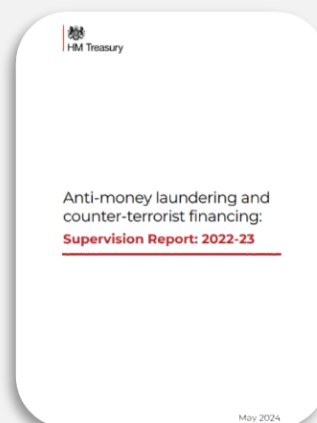 HM Treasury
Anti-money laundering and
counter-terrorist financing:
Supervision Report: 2022-23
May 2024